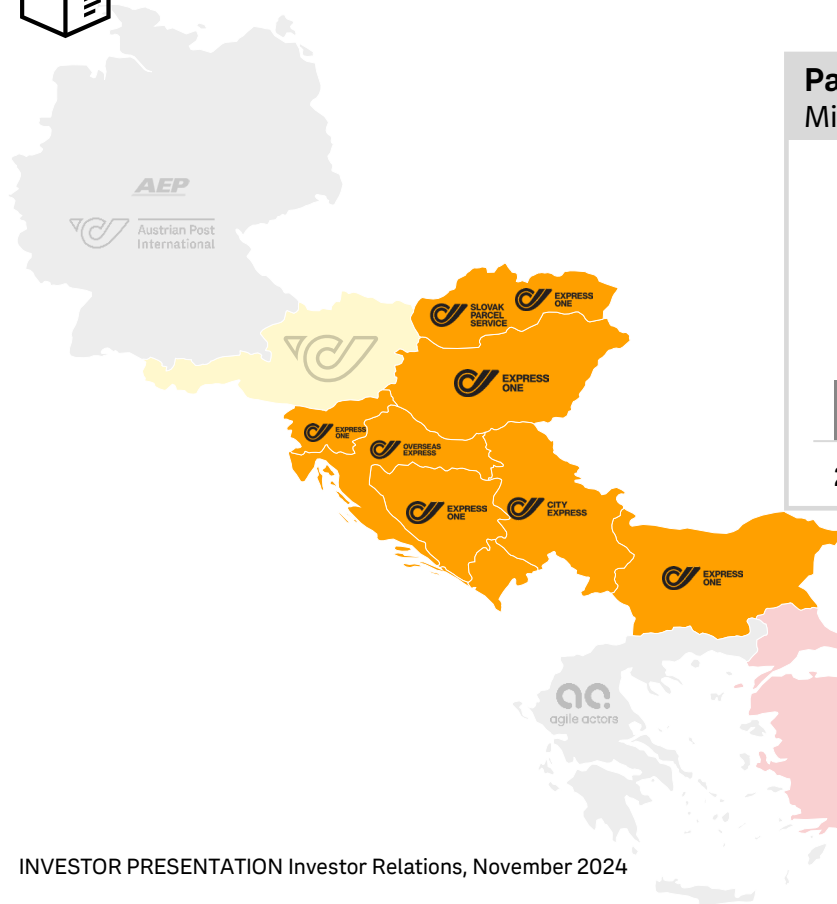 Pa
Mi
AEP
Austrian Post
International
SLOVAK
PARCEL
SERVICE
EXPRESS
ONE
EXPRESS
ONE
EXPRESS
ONE
OVERSEAS
EXPRESS
EXPRESS
ONE
CITY
EXPRESS
EXPRESS
ONE
agile actors
INVESTOR PRESENTATION Investor Relations, November 2024